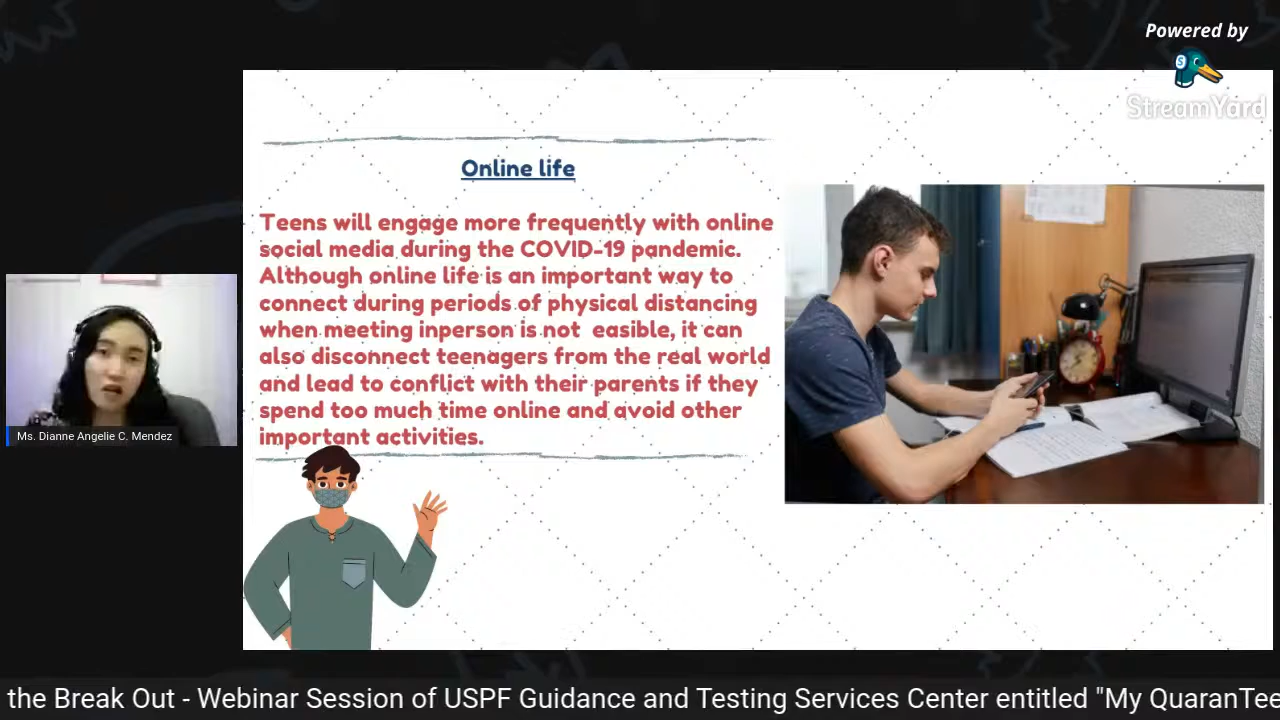 Powered by
StreamYard
Online life
Teens will engage more frequently with online
social media during the COVID-19 pandemic.
Although online life is an important way to
connect during periods of physical distancing
when meeting inperson is not easible, it can
also disconnect teenagers from the real world
and lead to conflict with their parents if they
spend too much time online and avoid other
important activities.
Ms. Dianne Angelie C. Mendez
the Break Out - Webinar Session of USPF Guidance and Testing Services Center entitled "My QuaranTee